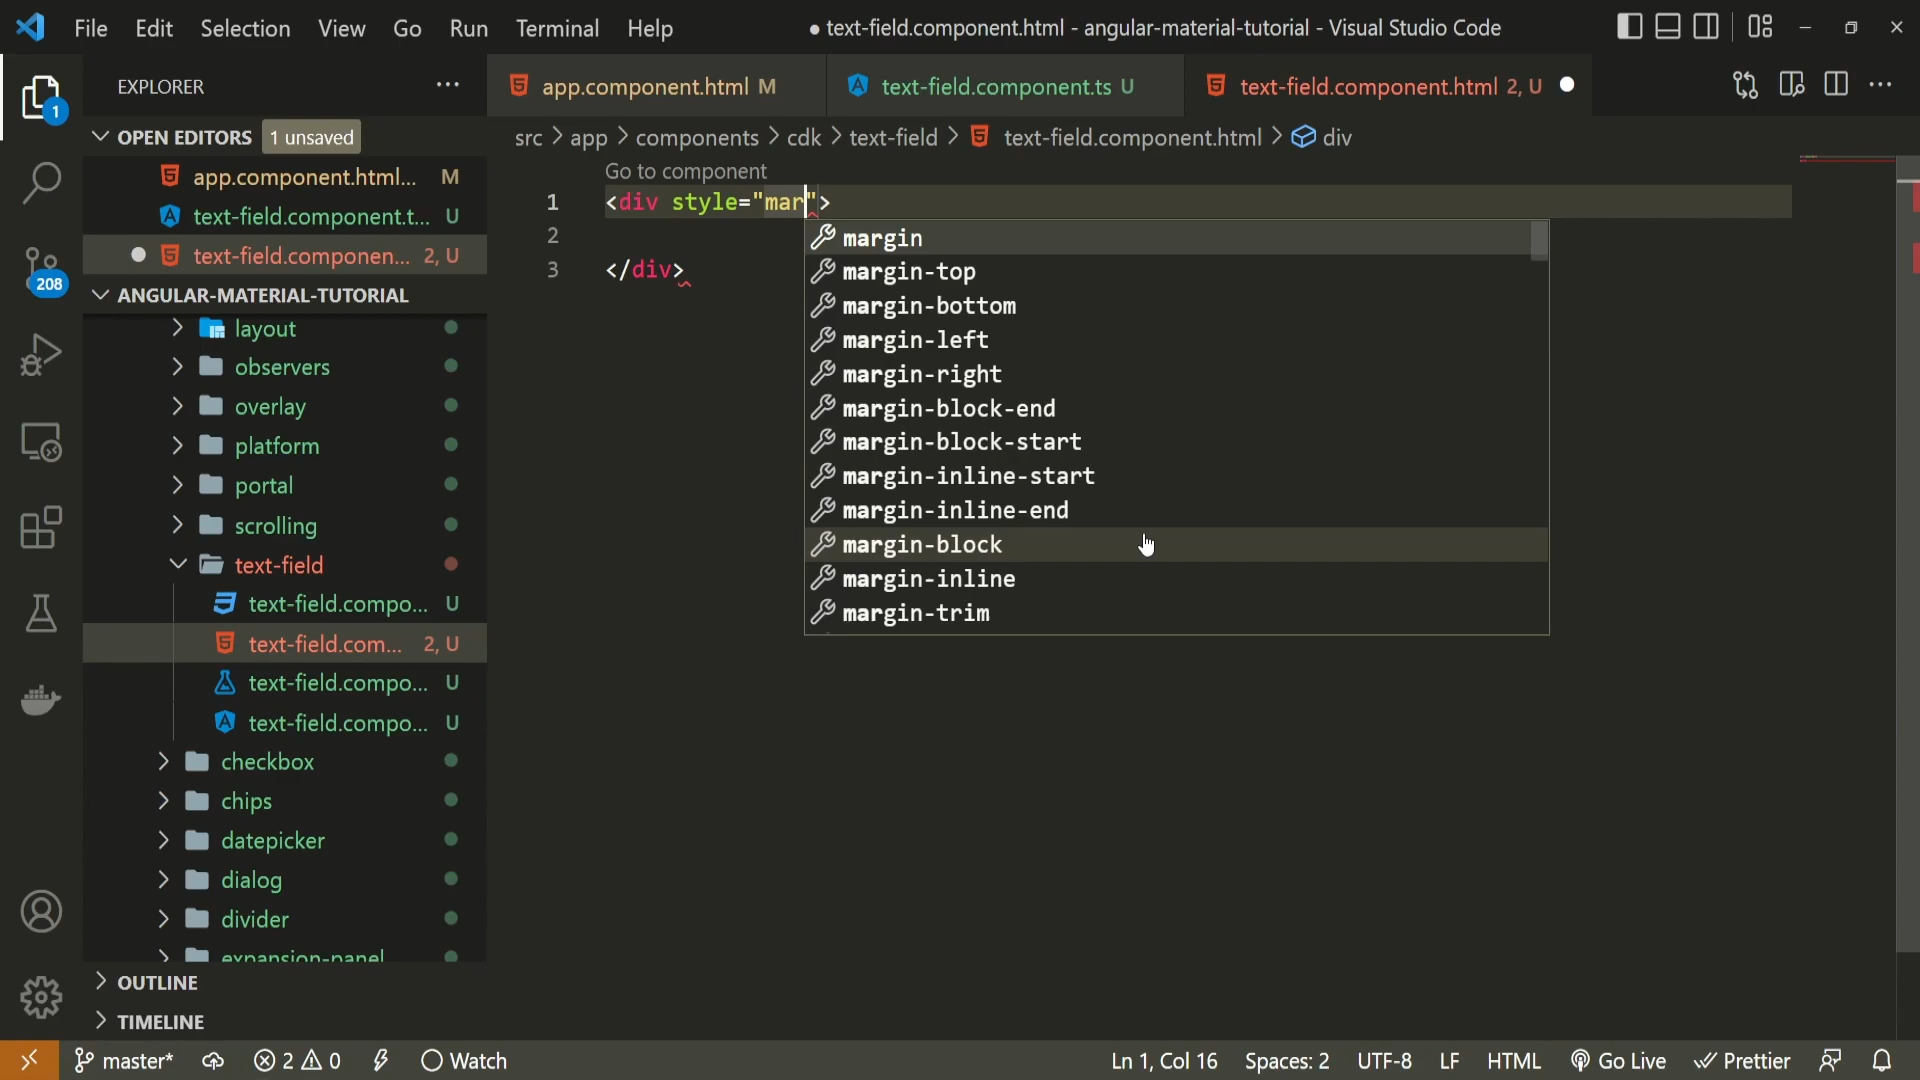 File Edit Selection View Go Run Terminal Help
● text-field.component.html - angular-material-tutorial - Visual Studio Code
EXPLORER
1
OPEN EDITORS 1 unsaved
app.component.html... M
text-field.component.t... U
text-field.componen... 2, U
208
ANGULAR-MATERIAL-TUTORIAL
layout
observers
overlay
platform
portal
scrolling
text-field
text-field.compo... U
text-field.com... 2, U
text-field.compo... U
text-field.compo... U
checkbox
chips
datepicker
dialog
divider
expansion-panel
OUTLINE
TIMELINE
app.component.html M
text-field.component.ts U
text-field.component.html 2, U
src > app > components > cdk > text-field > text-field.component.html > div
Go to component
1 <div style="mar">
2
3 </div>
margin
margin-top
margin-bottom
margin-left
margin-right
margin-block-end
margin-block-start
margin-inline-start
margin-inline-end
margin-block
margin-inline
margin-trim
master* 2 0 Watch
Ln 1, Col 16 Spaces: 2 UTF-8 LF HTML Go Live Prettier